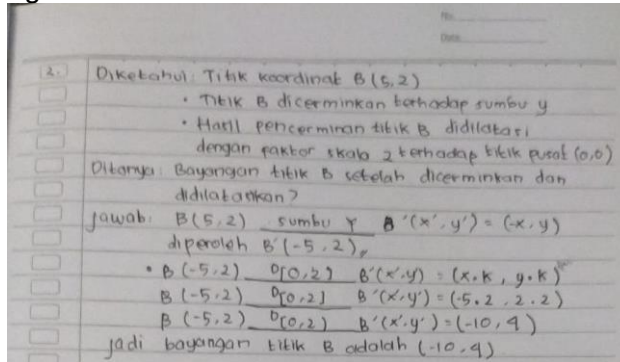 No.
Date
2. Diketahui: Titik koordinat B(5,2)
• Titik B dicerminkan terhadap sumbu y
• Hasil pencerminan titik B didilatasi
dengan faktor skala 2 terhadap titik pusat (0,0)
Ditanya: Bayangan titik B setelah dicerminkan dan
didilatasikan?
Jawab: B(5,2) sumbu Y B'(x',y') = (-x,y)
diperoleh B'(-5,2),
• B(-5,2) D[0,2] B'(x',y') = (x.k, y.k)
B(-5,2) D[0,2] B'(x',y') = (-5.2, 2.2)
B(-5,2) D[0,2] B'(x',y') = (-10,4)
Jadi bayangan titik B adalah (-10,4)